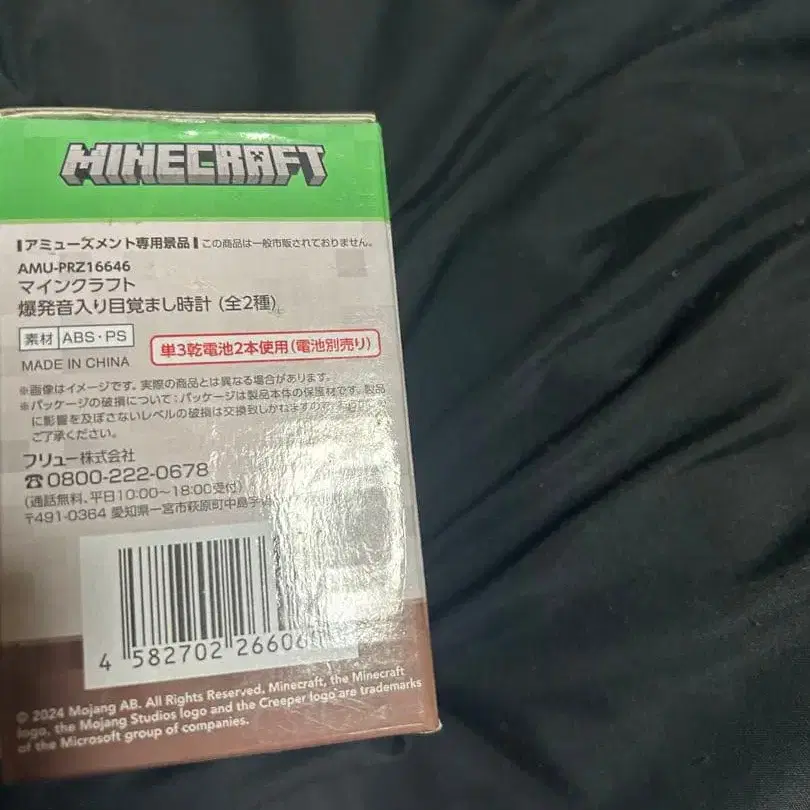 MINECRAFT
アミューズメント専用景品 この商品は一般市販されておりません。
AMU-PRZ16646
マインクラフト
爆発音入り目覚まし時計 (全2種)
素材 ABS・PS
単3乾電池2本使用(電池別売り)
MADE IN CHINA
※画像はイメージです。実際の商品とは異なる場合があります。
※パッケージの破損について:パッケージは製品本体の保護材です。製品
に影響を及ぼさないレベルの破損は交換致しかねますの
ご了承ください。
フリュー株式会社
☎0800-222-0678
(通話無料、平日10:00～18:00受付)
〒491-0364 愛知県一宮市萩原町中島字
4 582702 26606
© 2024 Mojang AB. All Rights Reserved. Minecraft, the Minecraft
logo, the Mojang Studios logo and the Creeper logo are trademarks
of the Microsoft group of companies.